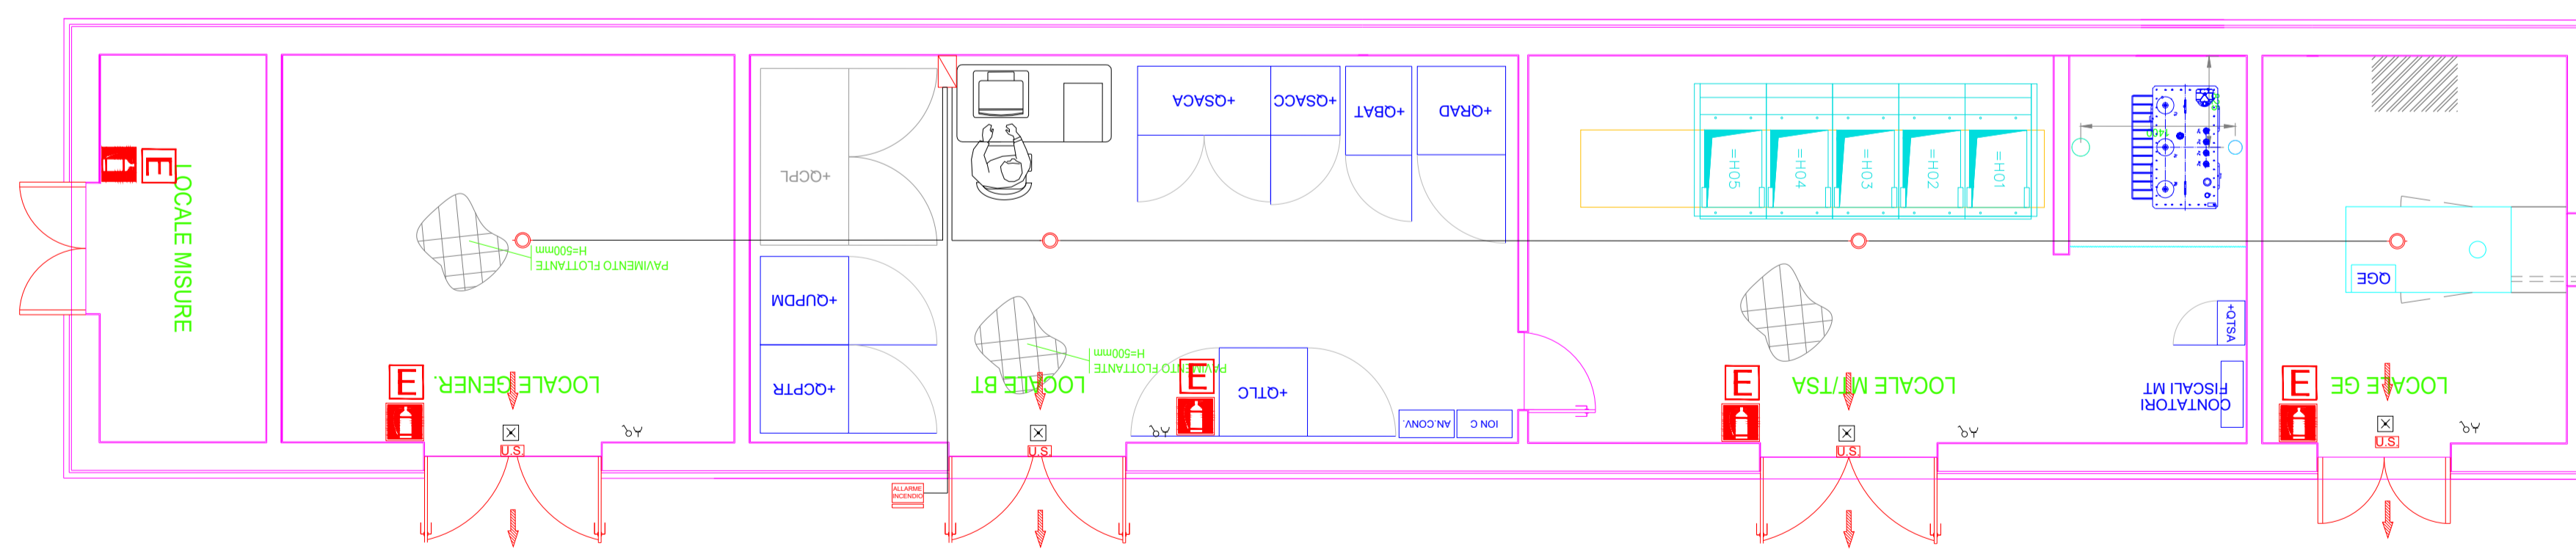 E
LOCALE MISURE
PAVIMENTO FLOTTANTE
H=500mm
E
LOCALE GENER.
U.S.
+QCPL
+QUPDM
+QCPTR
ALLARME
INCENDIO
+QSACA
+QSACC
+QBAT
+QRAD
PAVIMENTO FLOTTANTE
H=500mm
LOCALE BT
U.S.
E
+QTLC
AN.CONV.
ION C
=H05
=H04
=H03
=H02
=H01
E
LOCALE MT/TSA
U.S.
+QTSA
CONTATORI
FISCALI MT
QGE
E
LOCALE GE
U.S.